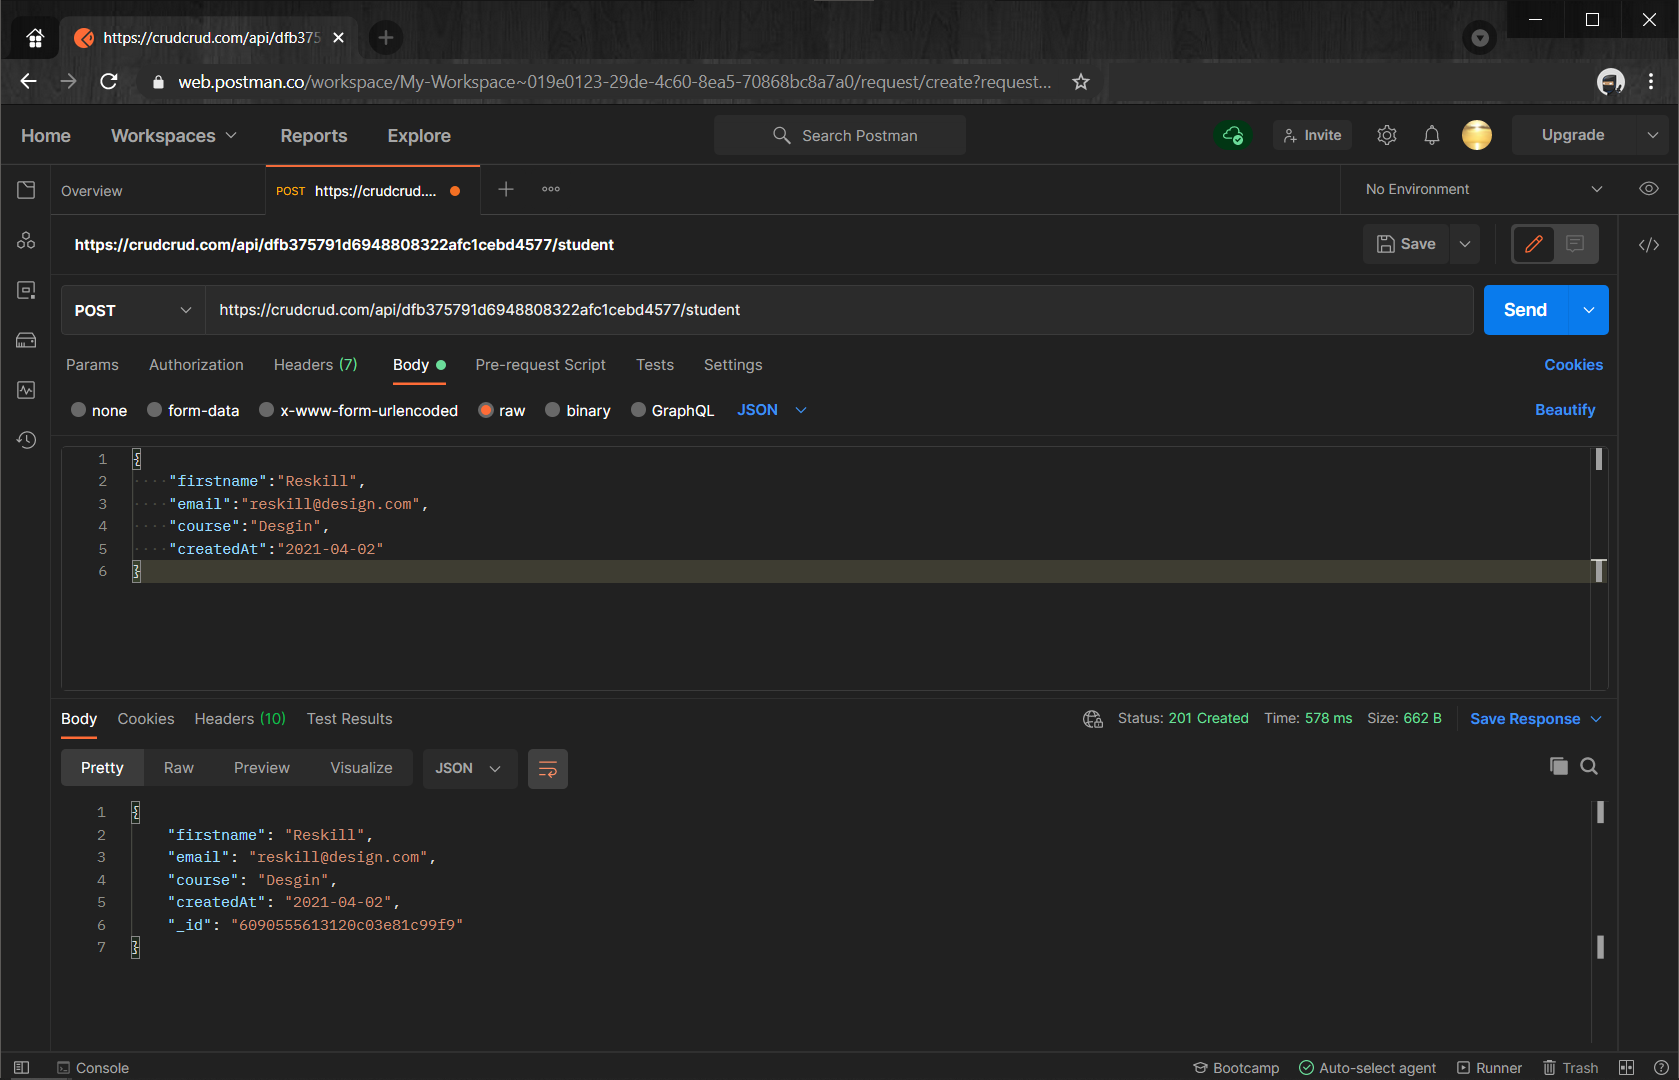 https://crudcrud.com/api/dfb375
web.postman.co/workspace/My-Workspace~019e0123-29de-4c60-8ea5-70868bc8a7a0/request/create?request...
Home Workspaces Reports Explore Search Postman Invite Upgrade
Overview POST https://crudcrud.... No Environment
https://crudcrud.com/api/dfb375791d6948808322afc1cebd4577/student Save
POST https://crudcrud.com/api/dfb375791d6948808322afc1cebd4577/student Send
Params Authorization Headers (7) Body Pre-request Script Tests Settings Cookies
none form-data x-www-form-urlencoded raw binary GraphQL JSON Beautify
1 {
2 "firstname":"Reskill",
3 "email":"reskill@design.com",
4 "course":"Desgin",
5 "createdAt":"2021-04-02"
6 }
Body Cookies Headers (10) Test Results Status: 201 Created Time: 578 ms Size: 662 B Save Response
Pretty Raw Preview Visualize JSON
1 {
2 "firstname": "Reskill",
3 "email": "reskill@design.com",
4 "course": "Desgin",
5 "createdAt": "2021-04-02",
6 "_id": "6090555613120c03e81c99f9"
7 }
Console Bootcamp Auto-select agent Runner Trash